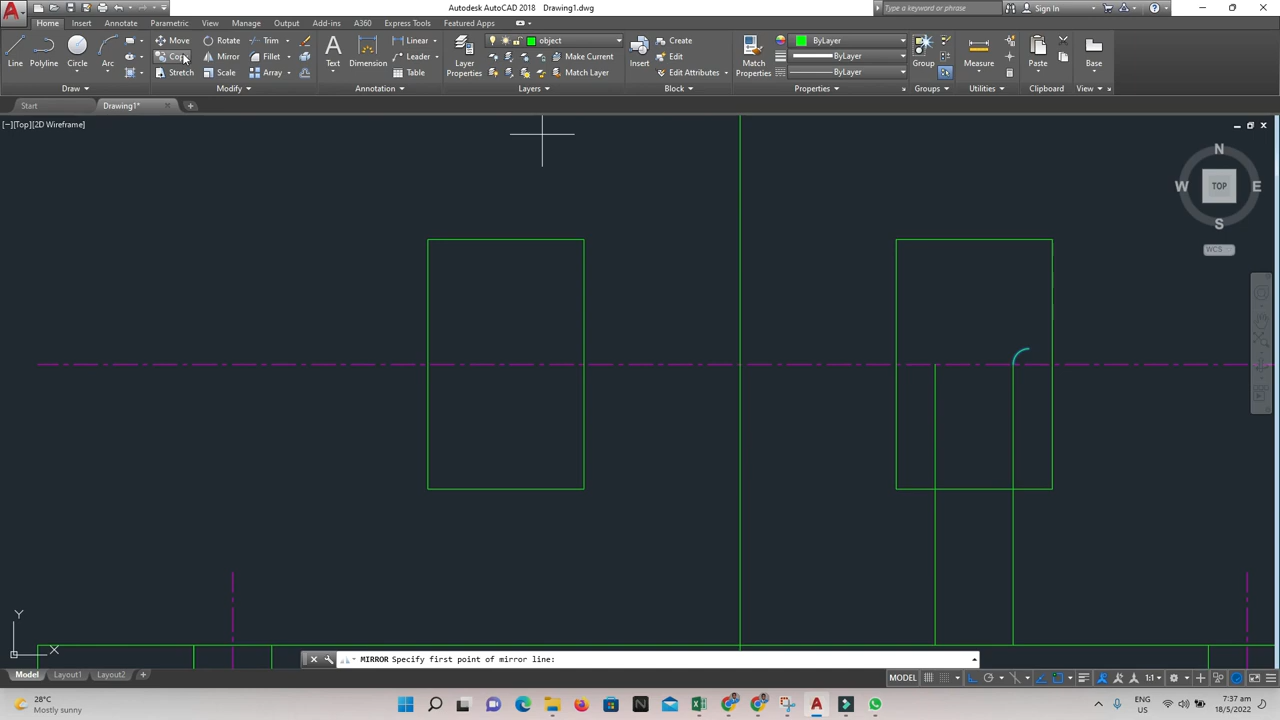 Autodesk AutoCAD 2018 Drawing1.dwg
Type a keyword or phrase
Sign In
Home Insert Annotate Parametric View Manage Output Add-ins A360 Express Tools Featured Apps
Line Polyline Circle Arc
Move Rotate Trim
Copy Mirror Fillet
Stretch Scale Array
Text Dimension
Linear
Leader
Table
Layer Properties
object
Make Current
Match Layer
Insert
Create
Edit
Edit Attributes
Match Properties
ByLayer
ByLayer
ByLayer
Group Measure Paste Base
Draw Modify Annotation Layers Block Properties Groups Utilities Clipboard View
Start Drawing1*
[−][Top][2D Wireframe]
N
W TOP E
S
WCS
Y
X
MIRROR Specify first point of mirror line:
Model Layout1 Layout2
MODEL 1:1
28°C
Mostly sunny
ENG
US
7:37 am
18/5/2022